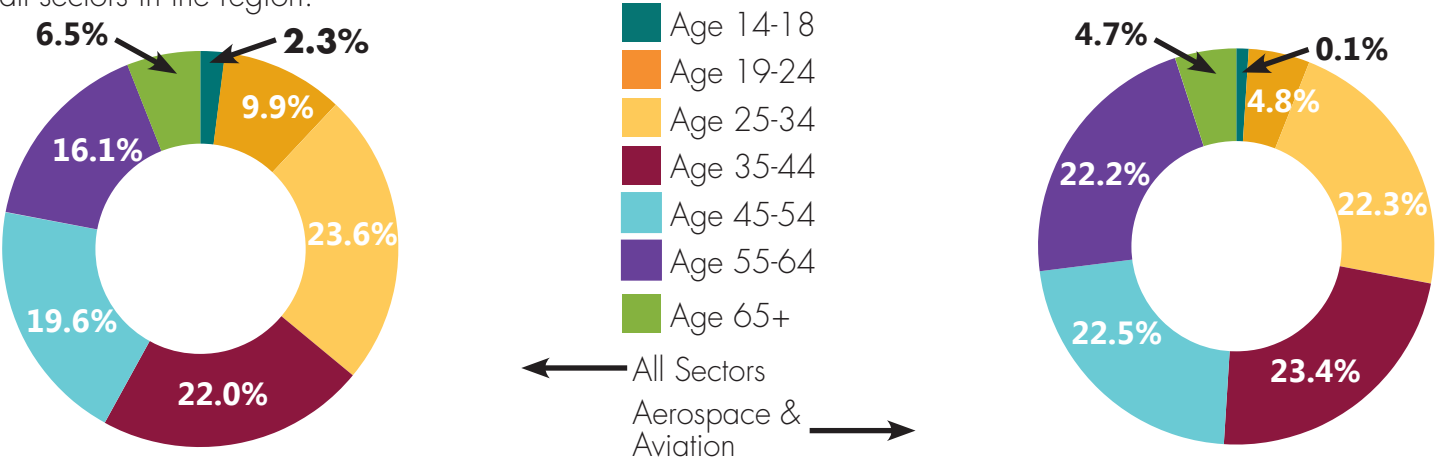 all sectors in the region.
6.5%
2.3%
9.9%
23.6%
22.0%
19.6%
16.1%
Age 14-18
Age 19-24
Age 25-34
Age 35-44
Age 45-54
Age 55-64
Age 65+
All Sectors
Aerospace &
Aviation
4.7%
0.1%
4.8%
22.3%
23.4%
22.5%
22.2%